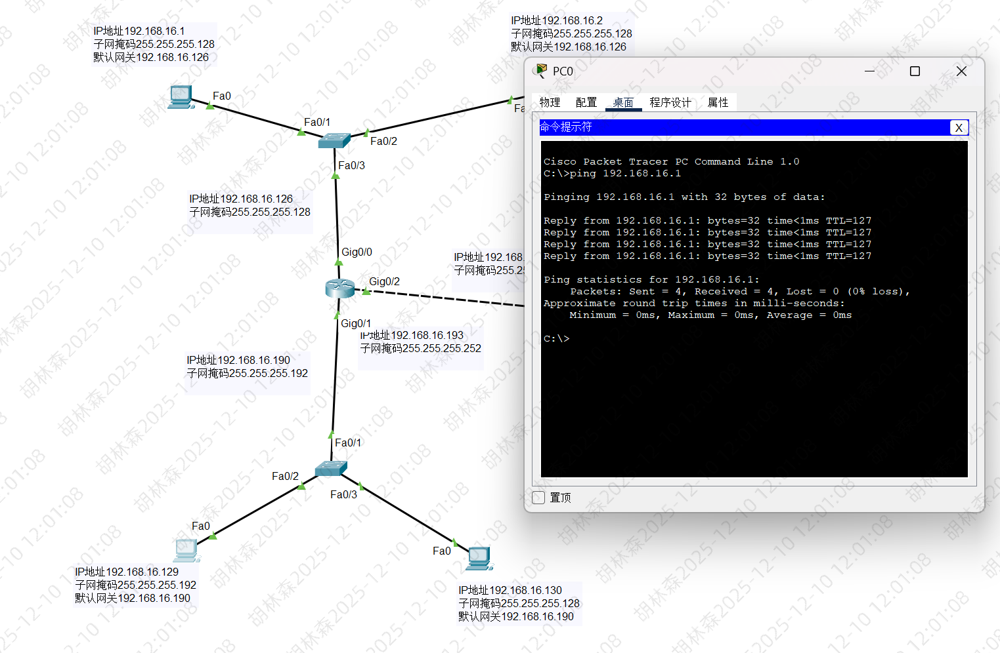 IP地址192.168.16.1
子网掩码255.255.255.128
默认网关192.168.16.126
IP地址192.168.16.2
子网掩码255.255.255.128
默认网关192.168.16.126
Fa0
Fa0/1
Fa0/2
Fa
Fa0/3
IP地址192.168.16.126
子网掩码255.255.255.128
Gig0/0
IP地址192.168.
子网掩码255.25
Gig0/2
Gig0/1
IP地址192.168.16.193
子网掩码255.255.255.252
IP地址192.168.16.190
子网掩码255.255.255.192
Fa0/1
Fa0/2
Fa0/3
Fa0
Fa0
IP地址192.168.16.129
子网掩码255.255.255.192
默认网关192.168.16.190
IP地址192.168.16.130
子网掩码255.255.255.128
默认网关192.168.16.190
PC0
物理 配置 桌面 程序设计 属性
命令提示符
X
Cisco Packet Tracer PC Command Line 1.0
C:\>ping 192.168.16.1
Pinging 192.168.16.1 with 32 bytes of data:
Reply from 192.168.16.1: bytes=32 time<1ms TTL=127
Reply from 192.168.16.1: bytes=32 time<1ms TTL=127
Reply from 192.168.16.1: bytes=32 time<1ms TTL=127
Reply from 192.168.16.1: bytes=32 time<1ms TTL=127
Ping statistics for 192.168.16.1:
Packets: Sent = 4, Received = 4, Lost = 0 (0% loss),
Approximate round trip times in milli-seconds:
Minimum = 0ms, Maximum = 0ms, Average = 0ms
C:\>
置顶
胡林森2025-12-10 12:01:08